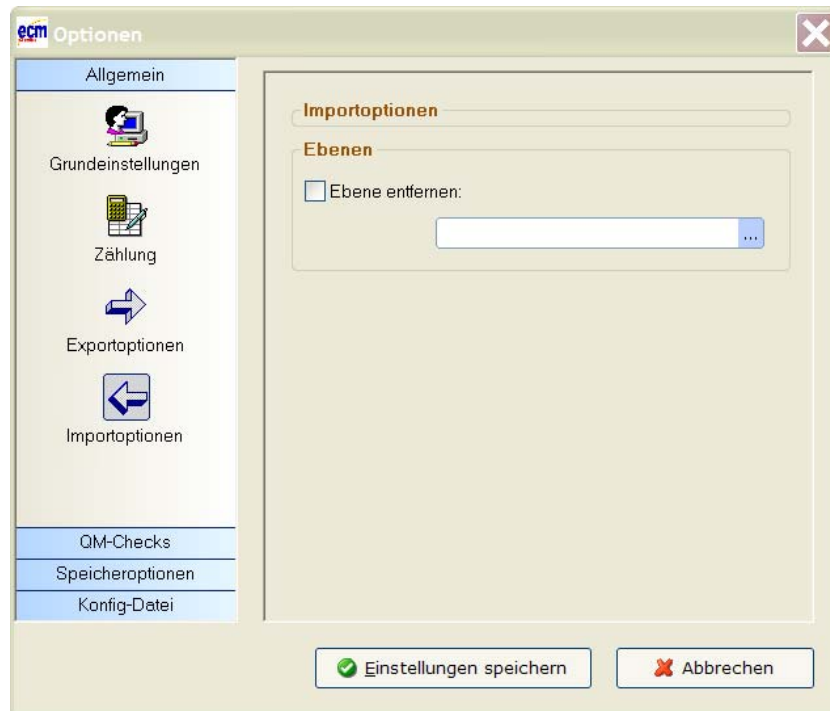 ecm Optionen
Allgemein
Grundeinstellungen
Zählung
Exportoptionen
Importoptionen
QM-Checks
Speicheroptionen
Konfig-Datei
Importoptionen
Ebenen
Ebene entfernen:
...
Einstellungen speichern
Abbrechen